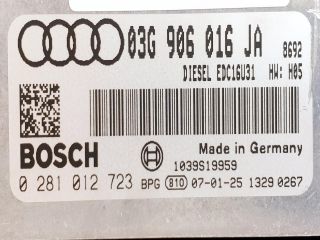 03G 906 016 JA 8692
DIESEL EDC16U31 HW: H05
BOSCH
Made in Germany
1039S19959
0 281 012 723 BPG 810 07-01-25 1329 0267